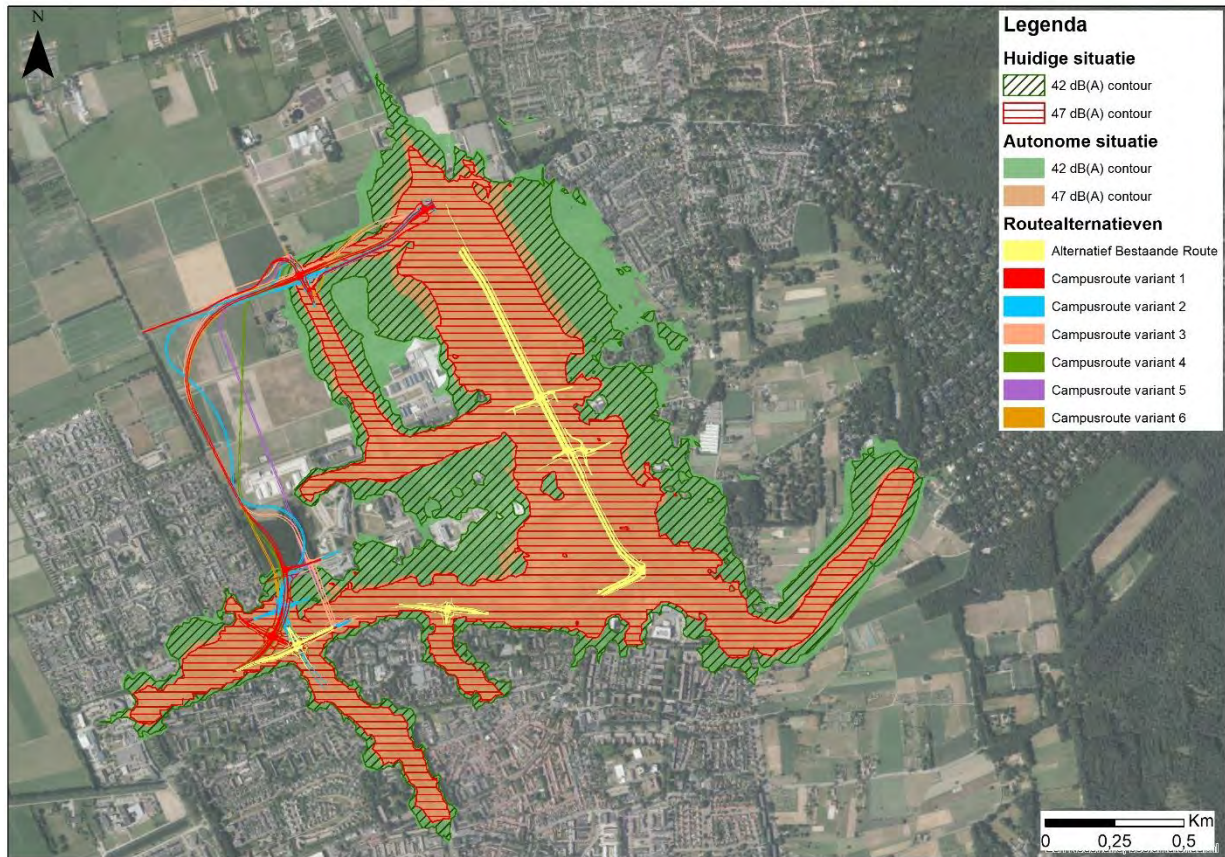 N
Legenda
Huidige situatie
42 dB(A) contour
47 dB(A) contour
Autonome situatie
42 dB(A) contour
47 dB(A) contour
Routealternatieven
Alternatief Bestaande Route
Campusroute variant 1
Campusroute variant 2
Campusroute variant 3
Campusroute variant 4
Campusroute variant 5
Campusroute variant 6
Km
0 0,25 0,5